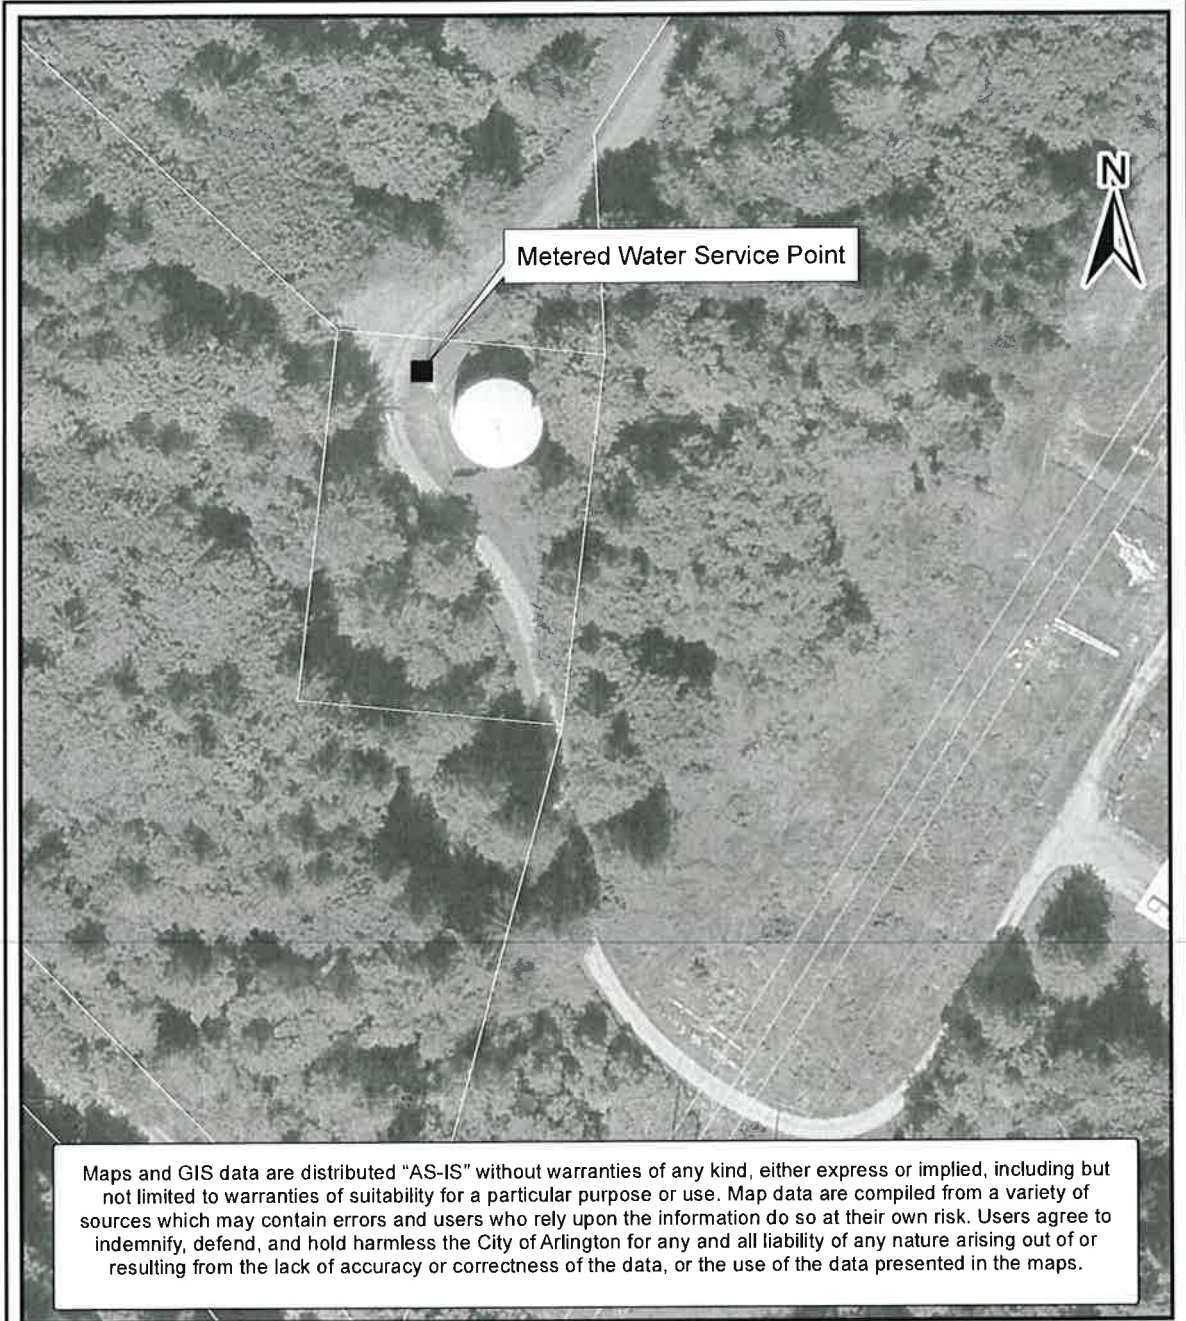 N
Metered Water Service Point
Maps and GIS data are distributed “AS-IS” without warranties of any kind, either express or implied, including but
not limited to warranties of suitability for a particular purpose or use. Map data are compiled from a variety of
sources which may contain errors and users who rely upon the information do so at their own risk. Users agree to
indemnify, defend, and hold harmless the City of Arlington for any and all liability of any nature arising out of or
resulting from the lack of accuracy or correctness of the data, or the use of the data presented in the maps.